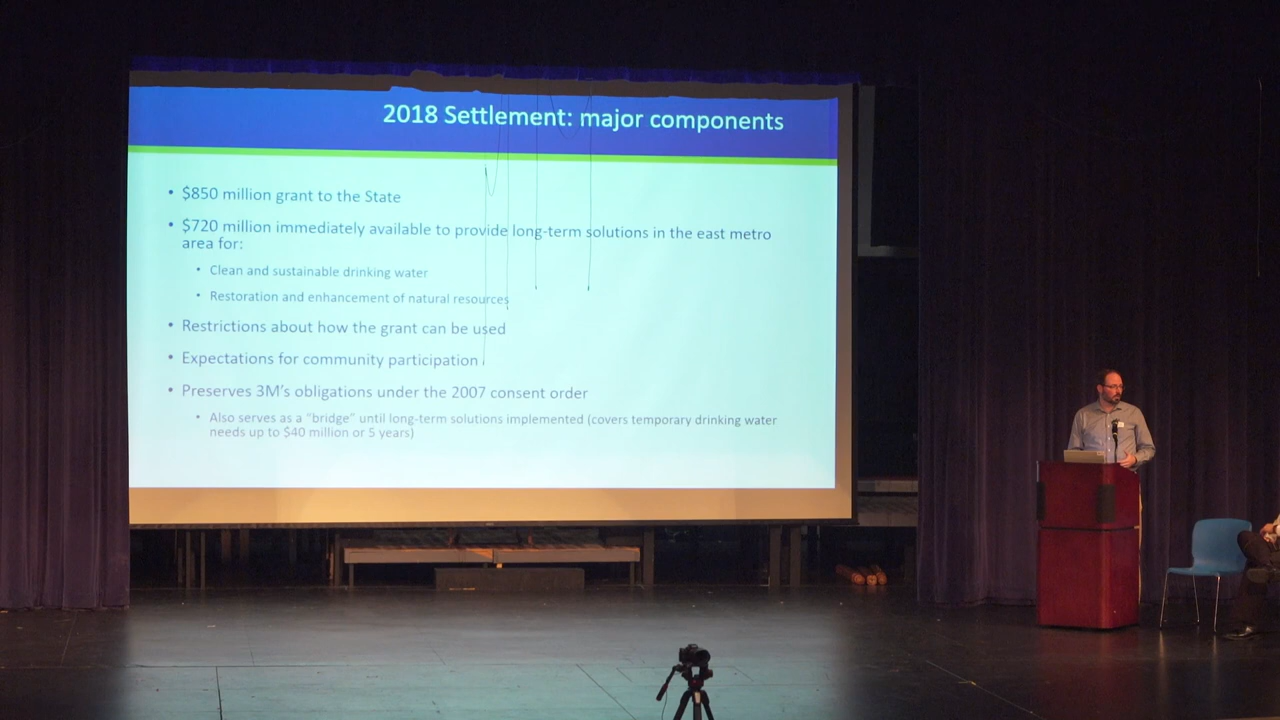 2018 Settlement: major components
• $850 million grant to the State
• $720 million immediately available to provide long-term solutions in the east metro
area for:
• Clean and sustainable drinking water
• Restoration and enhancement of natural resources
• Restrictions about how the grant can be used
• Expectations for community participation
• Preserves 3M's obligations under the 2007 consent order
• Also serves as a "bridge" until long-term solutions implemented (covers temporary drinking water
needs up to $40 million or 5 years)